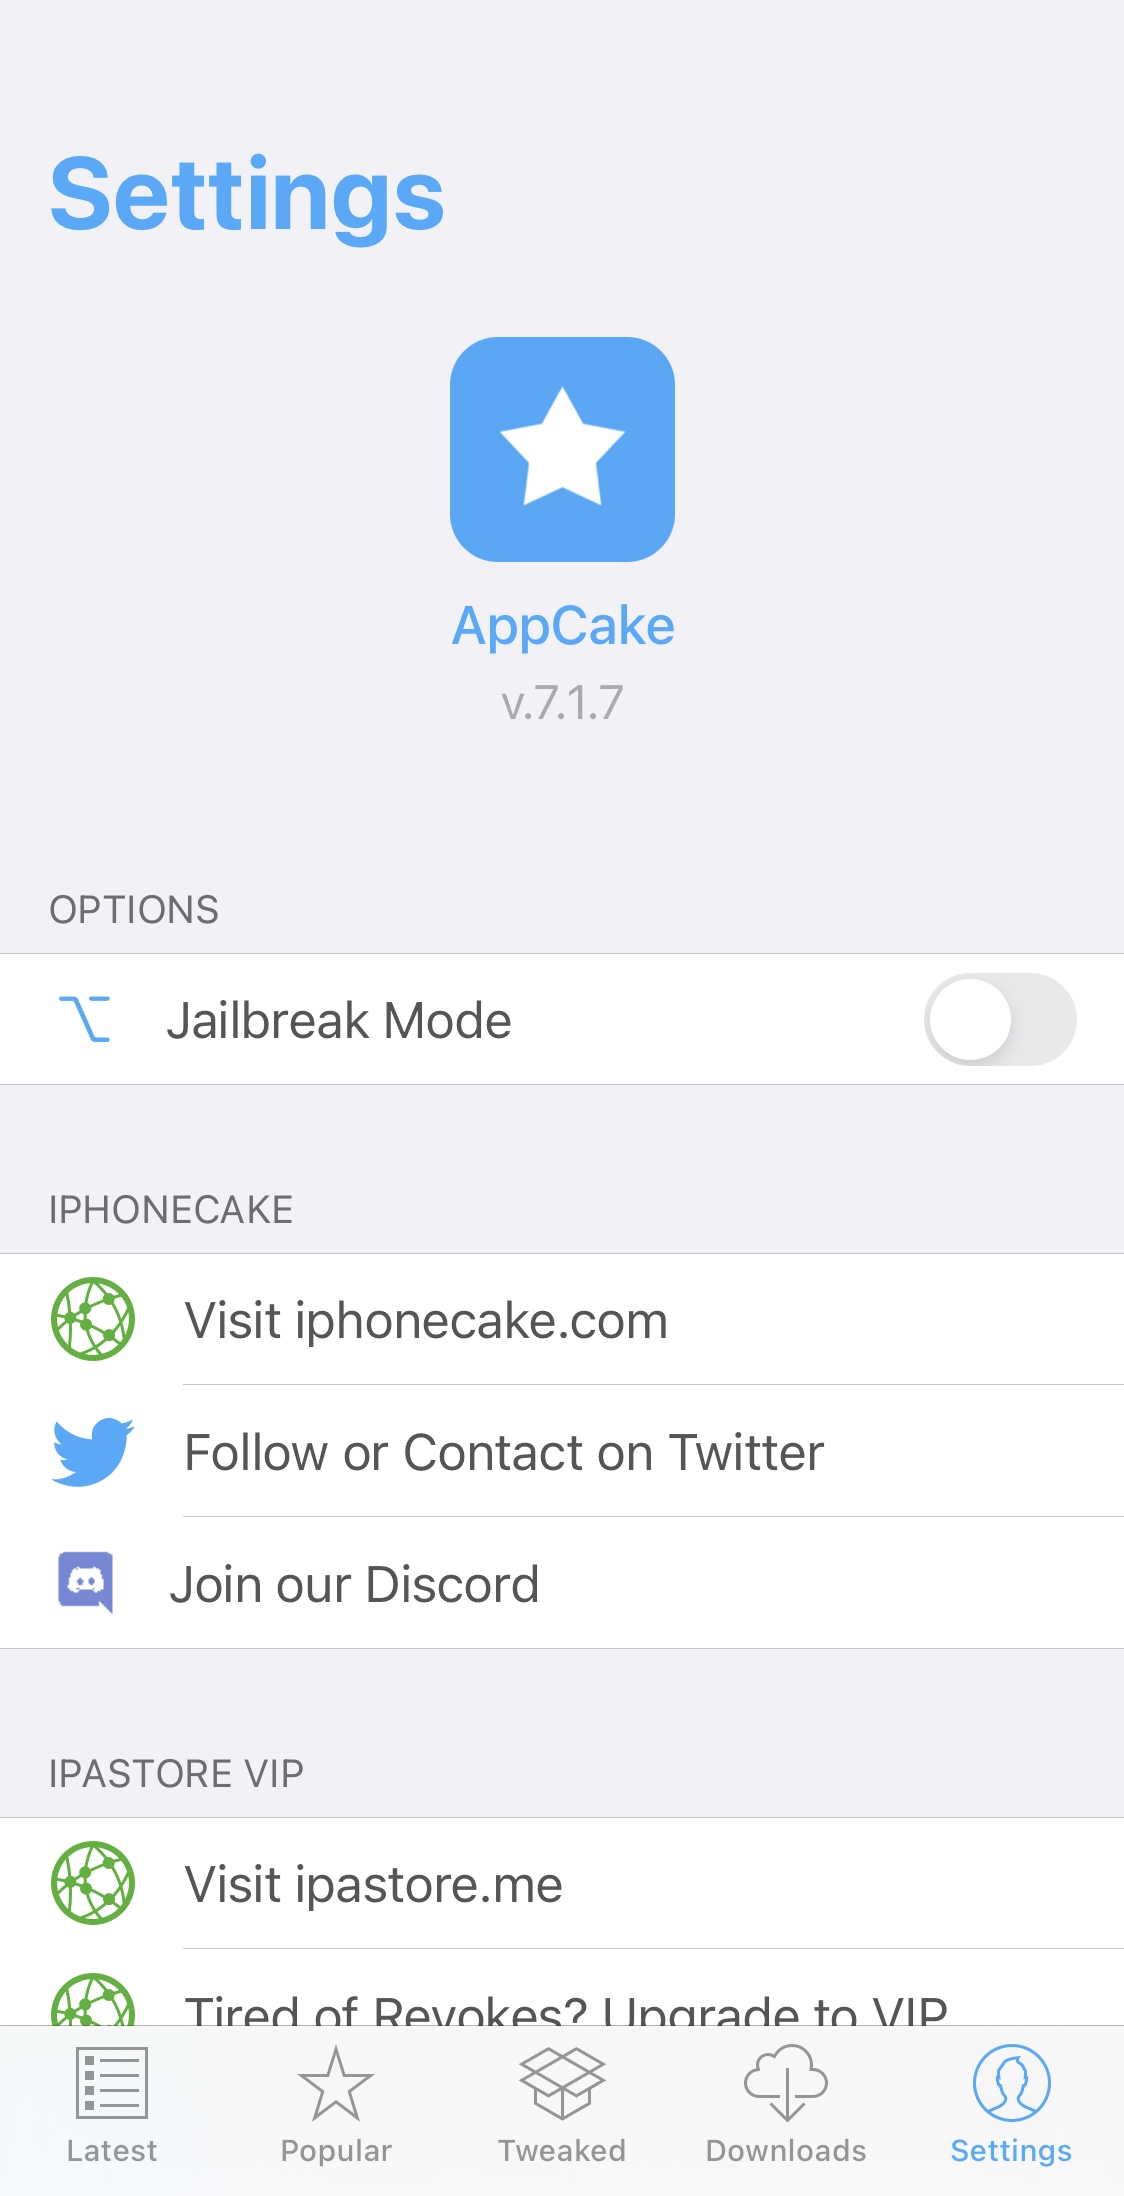 Settings
AppCake
v.7.1.7
OPTIONS
Jailbreak Mode
IPHONECAKE
Visit iphonecake.com
Follow or Contact on Twitter
Join our Discord
IPASTORE VIP
Visit ipastore.me
Tired of Revokes? Upgrade to VIP
Latest
Popular
Tweaked
Downloads
Settings